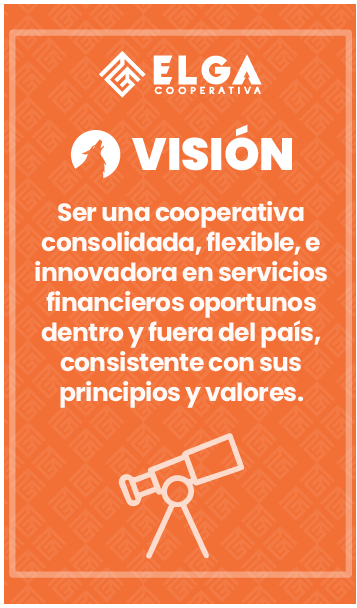 ELGA
COOPERATIVA
VISIÓN
Ser una cooperativa
consolidada, flexible, e
innovadora en servicios
financieros oportunos
dentro y fuera del país,
consistente con sus
principios y valores.